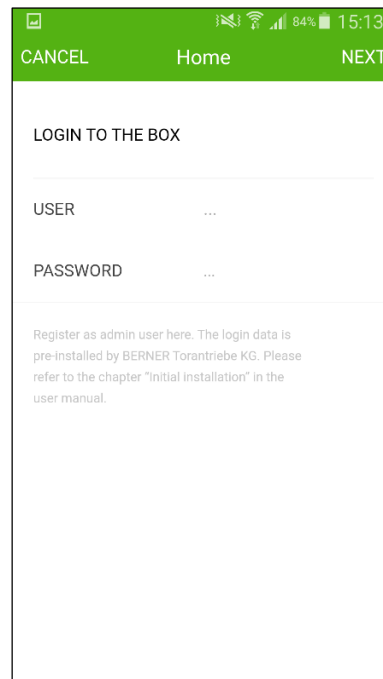 84% 15:13
CANCEL Home NEXT
LOGIN TO THE BOX
USER ...
PASSWORD ...
Register as admin user here. The login data is
pre-installed by BERNER Torantriebe KG. Please
refer to the chapter "Initial installation" in the
user manual.